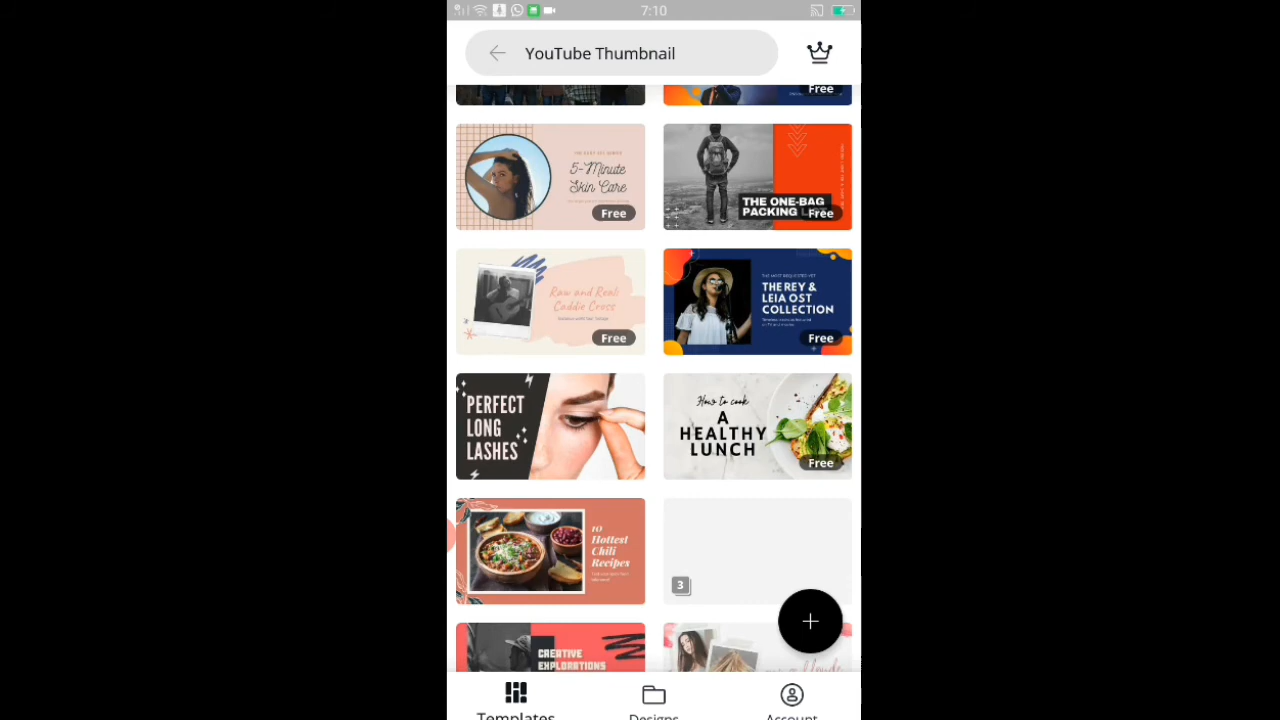 7:10
YouTube Thumbnail
Free
5-Minute
Skin Care
Free
THE ONE-BAG
PACKING
Free
Raw and Real:
Caddie Cross
Free
THE REY &
LEIA OST
COLLECTION
Free
PERFECT
LONG
LASHES
How to cook
A
HEALTHY
LUNCH
Free
10
Hottest
Chili
Recipes
3
CREATIVE
EXPLORATIONS
Templates
Designs
Account